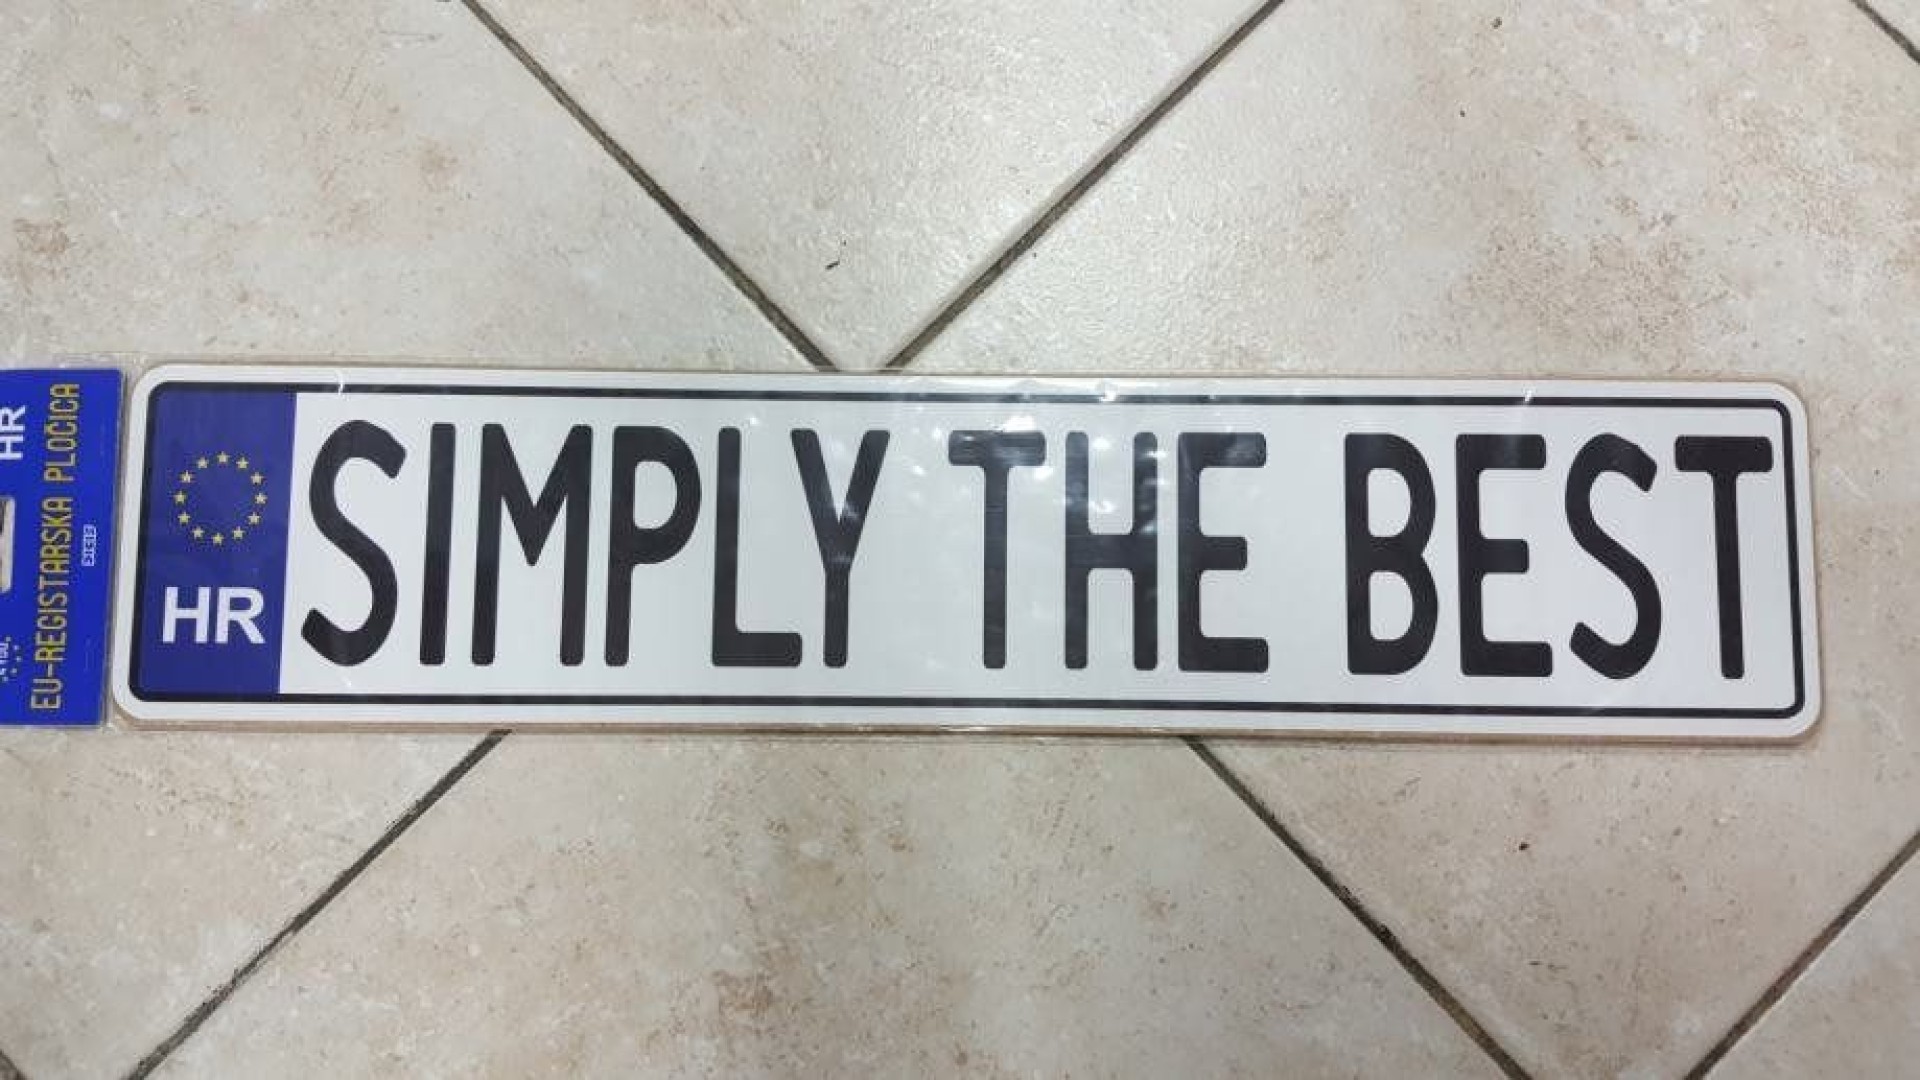 HR
EU-REGISTARSKA PLOČICA
HR
SIMPLY THE BEST